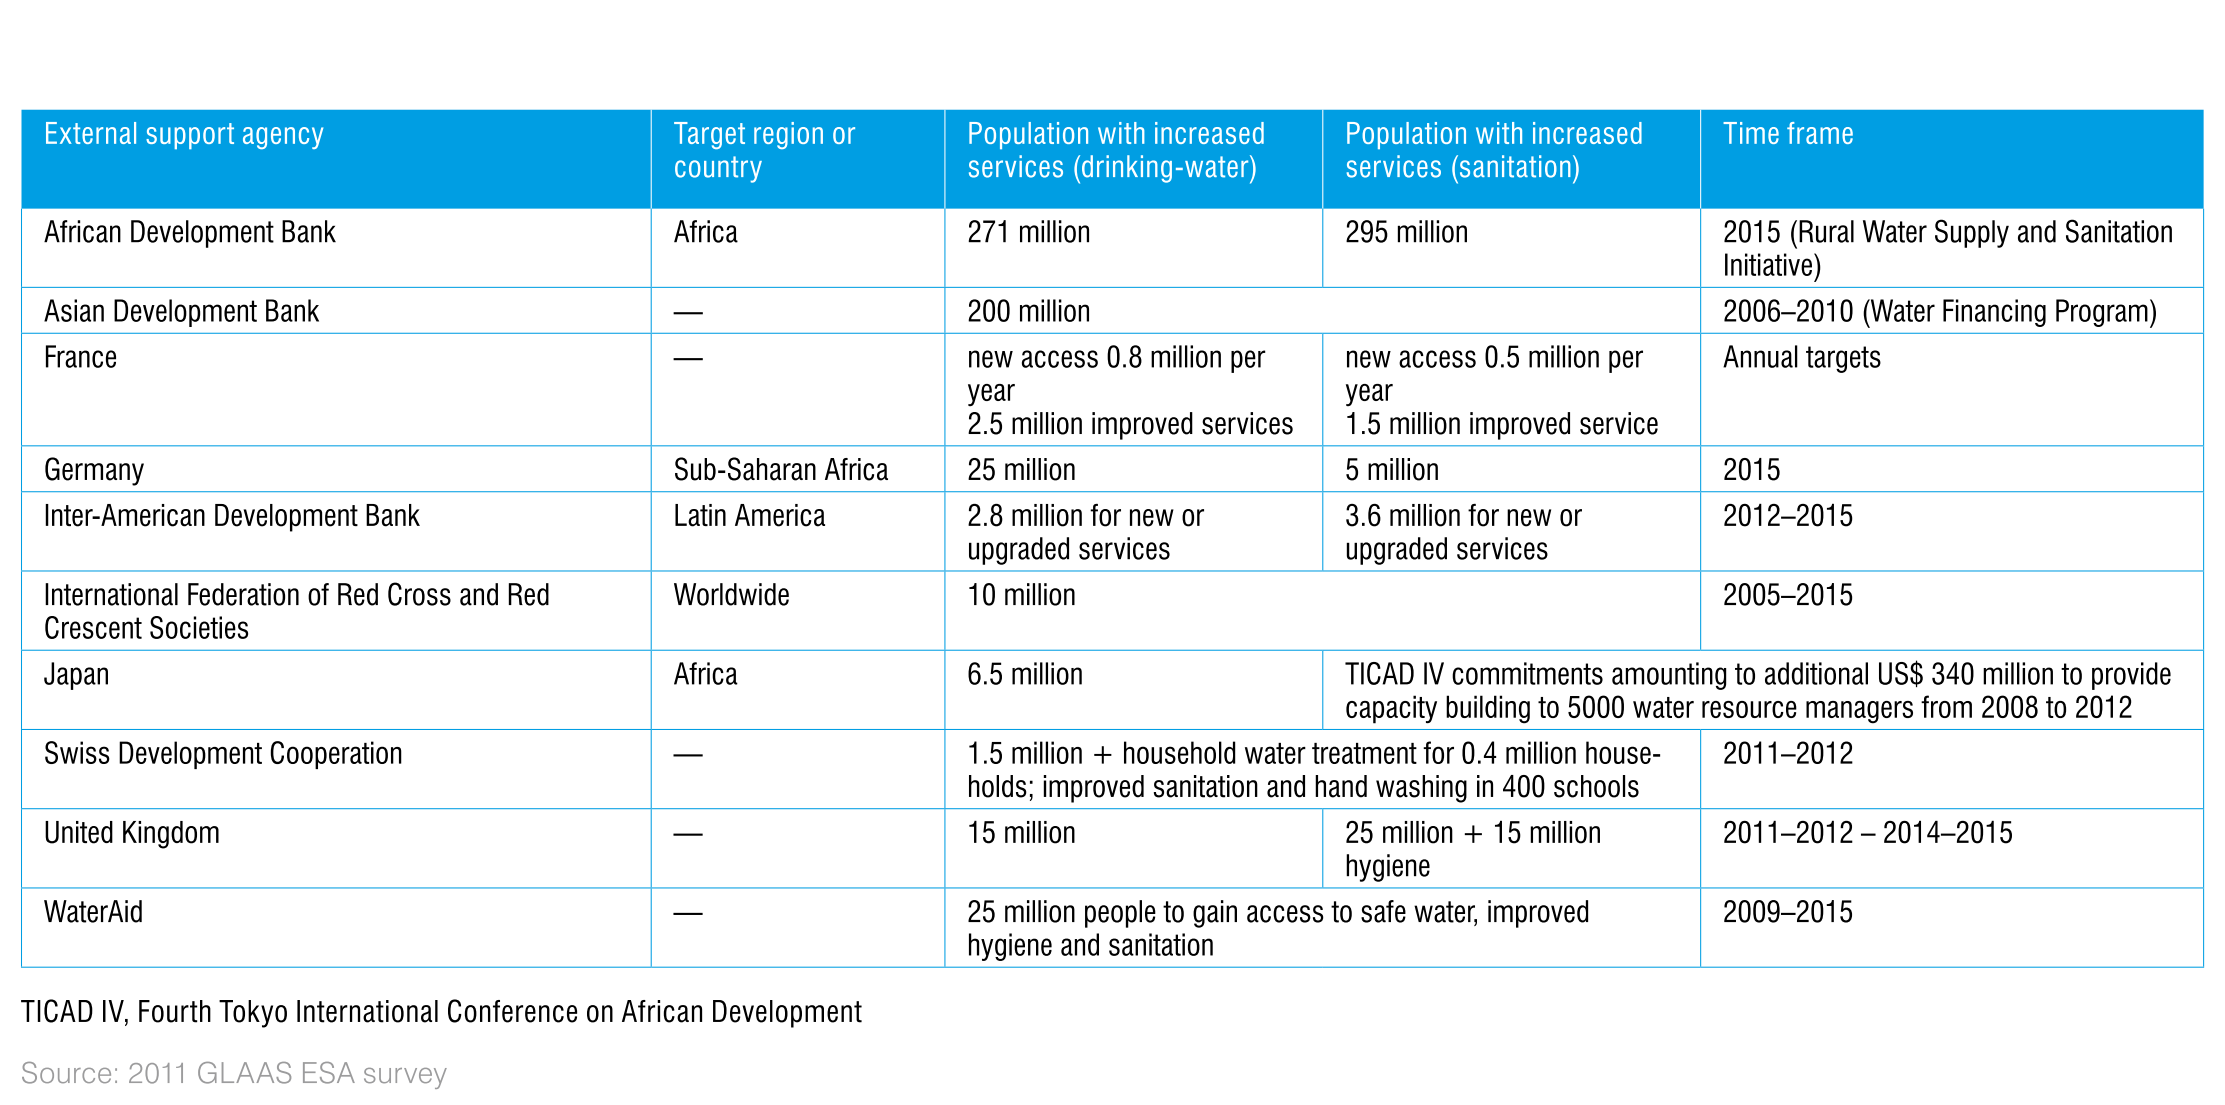 External support agency
Target region or
country
Population with increased
services (drinking-water)
Population with increased
services (sanitation)
Time frame
African Development Bank
Africa
271 million
295 million
2015 (Rural Water Supply and Sanitation
Initiative)
Asian Development Bank
—
200 million
2006–2010 (Water Financing Program)
France
—
new access 0.8 million per
year
2.5 million improved services
new access 0.5 million per
year
1.5 million improved service
Annual targets
Germany
Sub-Saharan Africa
25 million
5 million
2015
Inter-American Development Bank
Latin America
2.8 million for new or
upgraded services
3.6 million for new or
upgraded services
2012–2015
International Federation of Red Cross and Red
Crescent Societies
Worldwide
10 million
2005–2015
Japan
Africa
6.5 million
TICAD IV commitments amounting to additional US$ 340 million to provide
capacity building to 5000 water resource managers from 2008 to 2012
Swiss Development Cooperation
—
1.5 million + household water treatment for 0.4 million house-
holds; improved sanitation and hand washing in 400 schools
2011–2012
United Kingdom
—
15 million
25 million + 15 million
hygiene
2011–2012 – 2014–2015
WaterAid
—
25 million people to gain access to safe water, improved
hygiene and sanitation
2009–2015
TICAD IV, Fourth Tokyo International Conference on African Development
Source: 2011 GLAAS ESA survey